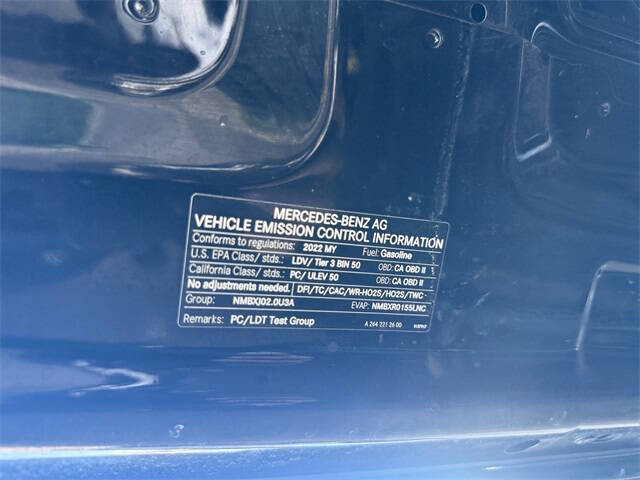 MERCEDES-BENZ AG
VEHICLE EMISSION CONTROL INFORMATION
Conforms to regulations: 2022 MY Fuel: Gasoline
U.S. EPA Class/ stds.: LDV/ Tier 3 BIN 50 OBD: CA OBD II
California Class/ stds.: PC/ ULEV 50 OBD: CA OBD II
No adjustments needed. DFI/TC/CAC/WR-HO2S/HO2S/TWC
Group: NMBXJ02.0U3A EVAP: NMBXR0155LNC
Remarks: PC/LDT Test Group A 264 221 26 00